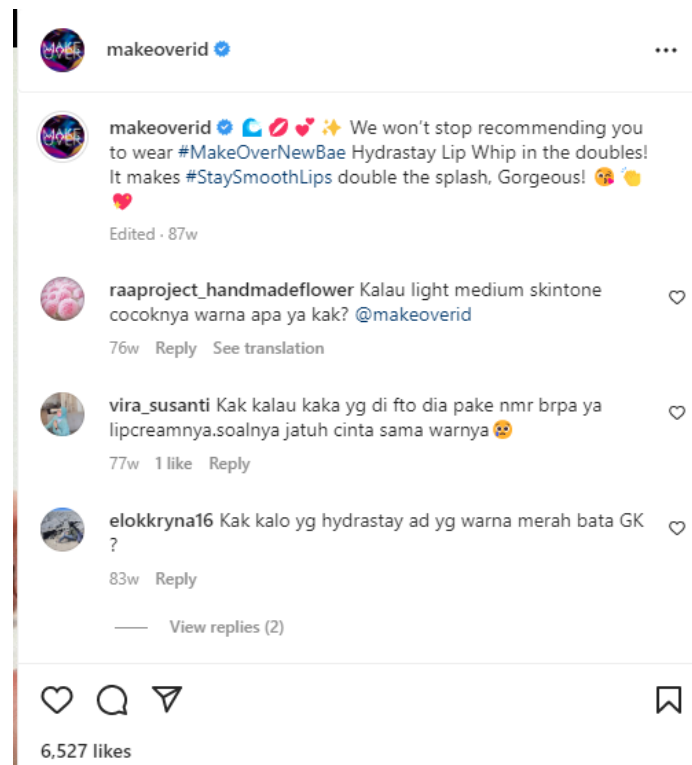 MAKE OVER
makeoverid
makeoverid 🌊 💋 💕 ✨ We won't stop recommending you
to wear #MakeOverNewBae Hydrastay Lip Whip in the doubles!
It makes #StaySmoothLips double the splash, Gorgeous! 😘 👏
💖
Edited · 87w
raaproject_handmadeflower Kalau light medium skintone
cocoknya warna apa ya kak? @makeoverid
76w Reply See translation
vira_susanti Kak kalau kaka yg di fto dia pake nmr brpa ya
lipcreamnya.soalnya jatuh cinta sama warnya😢
77w 1 like Reply
elokkryna16 Kak kalo yg hydrastay ad yg warna merah bata GK
?
83w Reply
View replies (2)
6,527 likes